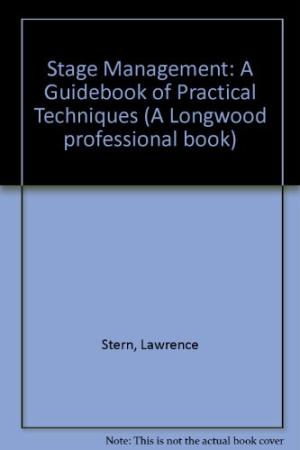 Stage Management: A
Guidebook of Practical
Techniques (A Longwood
professional book)
Stern, Lawrence
Note: This is not the actual book cover